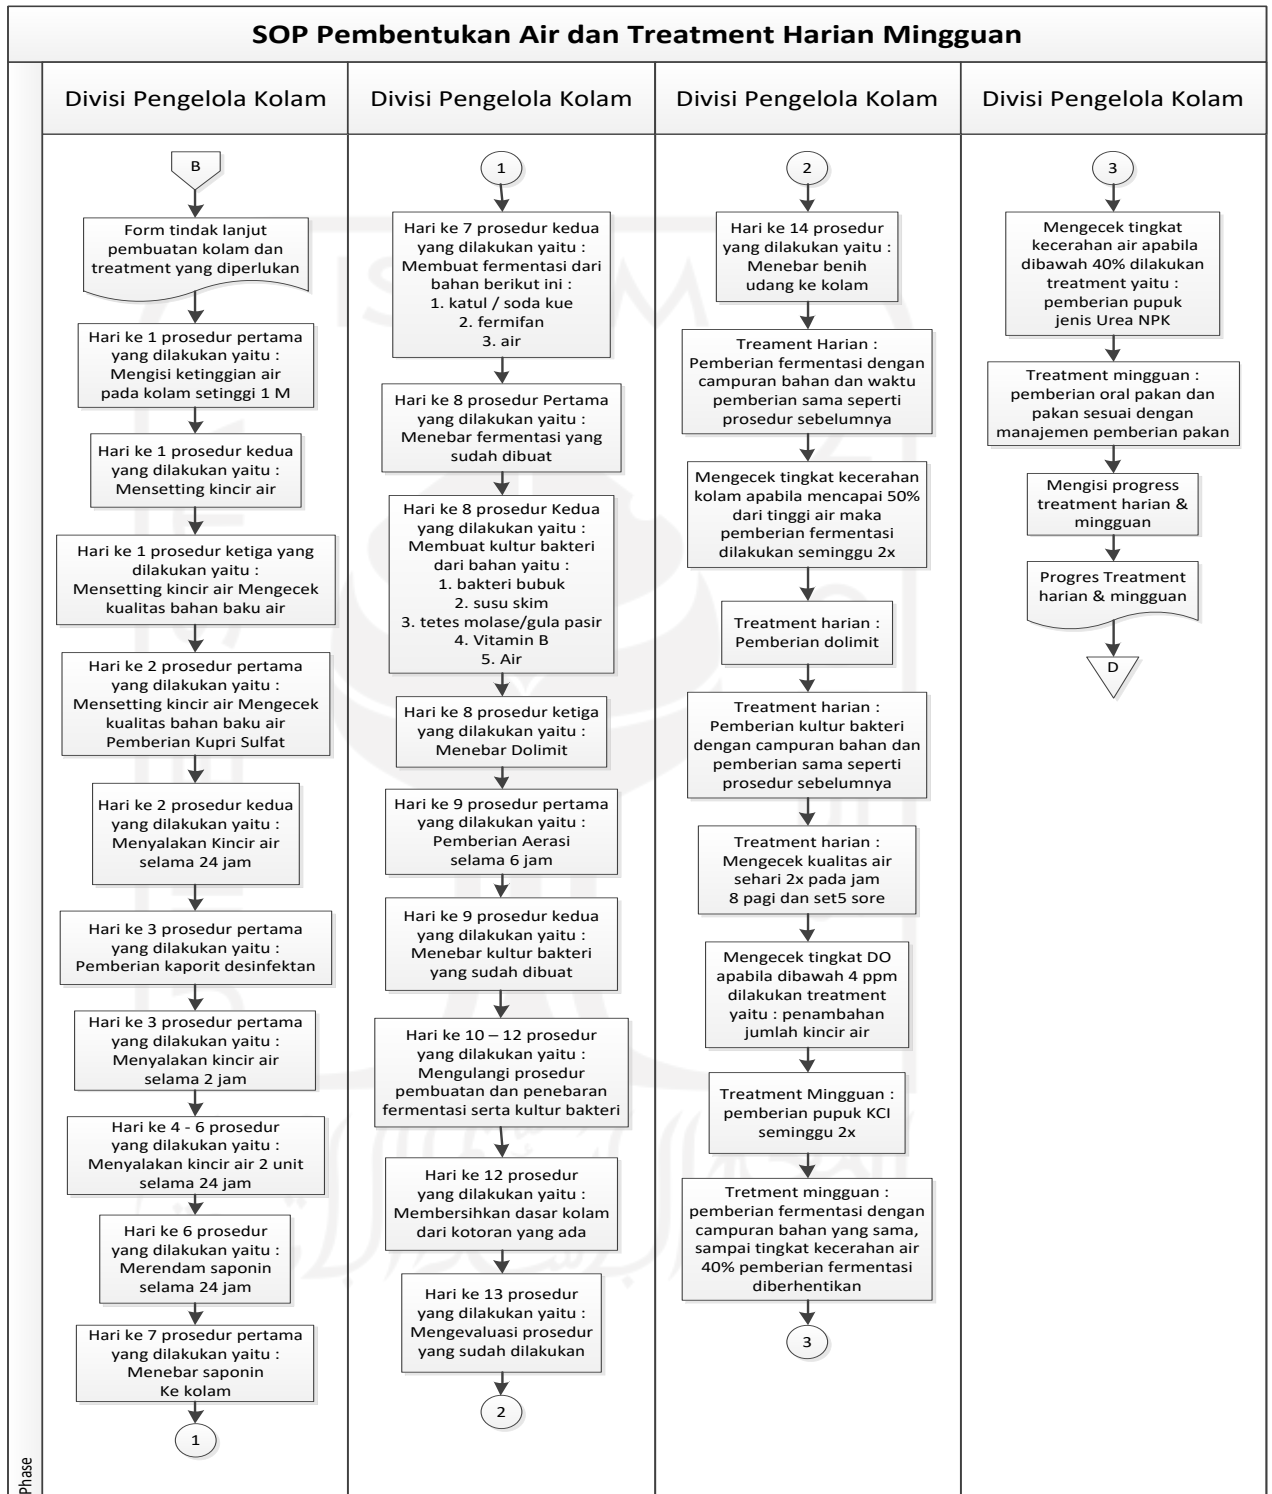 SOP Pembentukan Air dan Treatment Harian Mingguan
Phase
Divisi Pengelola Kolam
B
Form tindak lanjut
pembuatan kolam dan
treatment yang diperlukan
Hari ke 1 prosedur pertama
yang dilakukan yaitu :
Mengisi ketinggian air
pada kolam setinggi 1 M
Hari ke 1 prosedur kedua
yang dilakukan yaitu :
Mensetting kincir air
Hari ke 1 prosedur ketiga yang
dilakukan yaitu :
Mensetting kincir air Mengecek
kualitas bahan baku air
Hari ke 2 prosedur pertama
yang dilakukan yaitu :
Mensetting kincir air Mengecek
kualitas bahan baku air
Pemberian Kupri Sulfat
Hari ke 2 prosedur kedua
yang dilakukan yaitu :
Menyalakan Kincir air
selama 24 jam
Hari ke 3 prosedur pertama
yang dilakukan yaitu :
Pemberian kaporit desinfektan
Hari ke 3 prosedur pertama
yang dilakukan yaitu :
Menyalakan kincir air
selama 2 jam
Hari ke 4 - 6 prosedur
yang dilakukan yaitu :
Menyalakan kincir air 2 unit
selama 24 jam
Hari ke 6 prosedur
yang dilakukan yaitu :
Merendam saponin
selama 24 jam
Hari ke 7 prosedur pertama
yang dilakukan yaitu :
Menebar saponin
Ke kolam
1
Divisi Pengelola Kolam
1
Hari ke 7 prosedur kedua
yang dilakukan yaitu :
Membuat fermentasi dari
bahan berikut ini :
1. katul / soda kue
2. fermifan
3. air
Hari ke 8 prosedur Pertama
yang dilakukan yaitu :
Menebar fermentasi yang
sudah dibuat
Hari ke 8 prosedur Kedua
yang dilakukan yaitu :
Membuat kultur bakteri
dari bahan yaitu :
1. bakteri bubuk
2. susu skim
3. tetes molase/gula pasir
4. Vitamin B
5. Air
Hari ke 8 prosedur ketiga
yang dilakukan yaitu :
Menebar Dolimit
Hari ke 9 prosedur pertama
yang dilakukan yaitu :
Pemberian Aerasi
selama 6 jam
Hari ke 9 prosedur kedua
yang dilakukan yaitu :
Menebar kultur bakteri
yang sudah dibuat
Hari ke 10 – 12 prosedur
yang dilakukan yaitu :
Mengulangi prosedur
pembuatan dan penebaran
fermentasi serta kultur bakteri
Hari ke 12 prosedur
yang dilakukan yaitu :
Membersihkan dasar kolam
dari kotoran yang ada
Hari ke 13 prosedur
yang dilakukan yaitu :
Mengevaluasi prosedur
yang sudah dilakukan
2
Divisi Pengelola Kolam
2
Hari ke 14 prosedur
yang dilakukan yaitu :
Menebar benih
udang ke kolam
Treament Harian :
Pemberian fermentasi dengan
campuran bahan dan waktu
pemberian sama seperti
prosedur sebelumnya
Mengecek tingkat kecerahan
kolam apabila mencapai 50%
dari tinggi air maka
pemberian fermentasi
dilakukan seminggu 2x
Treatment harian :
Pemberian dolimit
Treatment harian :
Pemberian kultur bakteri
dengan campuran bahan dan
pemberian sama seperti
prosedur sebelumnya
Treatment harian :
Mengecek kualitas air
sehari 2x pada jam
8 pagi dan set5 sore
Mengecek tingkat DO
apabila dibawah 4 ppm
dilakukan treatment
yaitu : penambahan
jumlah kincir air
Treatment Mingguan :
pemberian pupuk KCI
seminggu 2x
Tretment mingguan :
pemberian fermentasi dengan
campuran bahan yang sama,
sampai tingkat kecerahan air
40% pemberian fermentasi
diberhentikan
3
Divisi Pengelola Kolam
3
Mengecek tingkat
kecerahan air apabila
dibawah 40% dilakukan
treatment yaitu :
pemberian pupuk
jenis Urea NPK
Treatment mingguan :
pemberian oral pakan dan
pakan sesuai dengan
manajemen pemberian pakan
Mengisi progress
treatment harian &
mingguan
Progres Treatment
harian & mingguan
D